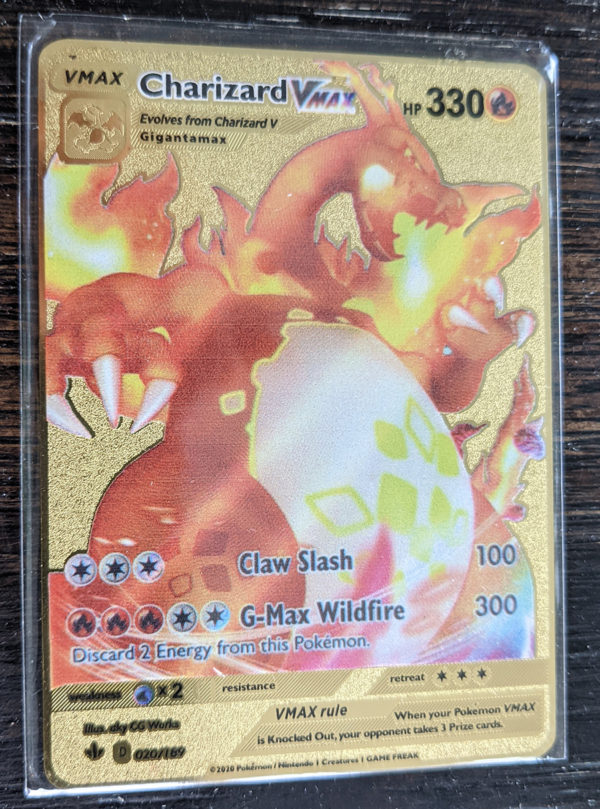 VMAX Charizard VMAX HP 330
Evolves from Charizard V
Gigantamax
Claw Slash 100
G-Max Wildfire 300
Discard 2 Energy from this Pokémon.
weakness x2 resistance retreat
VMAX rule When your Pokemon VMAX
is Knocked Out, your opponent takes 3 Prize cards.
Illus. aky CG Works
D 020/189
©2020 Pokémon / Nintendo / Creatures / GAME FREAK